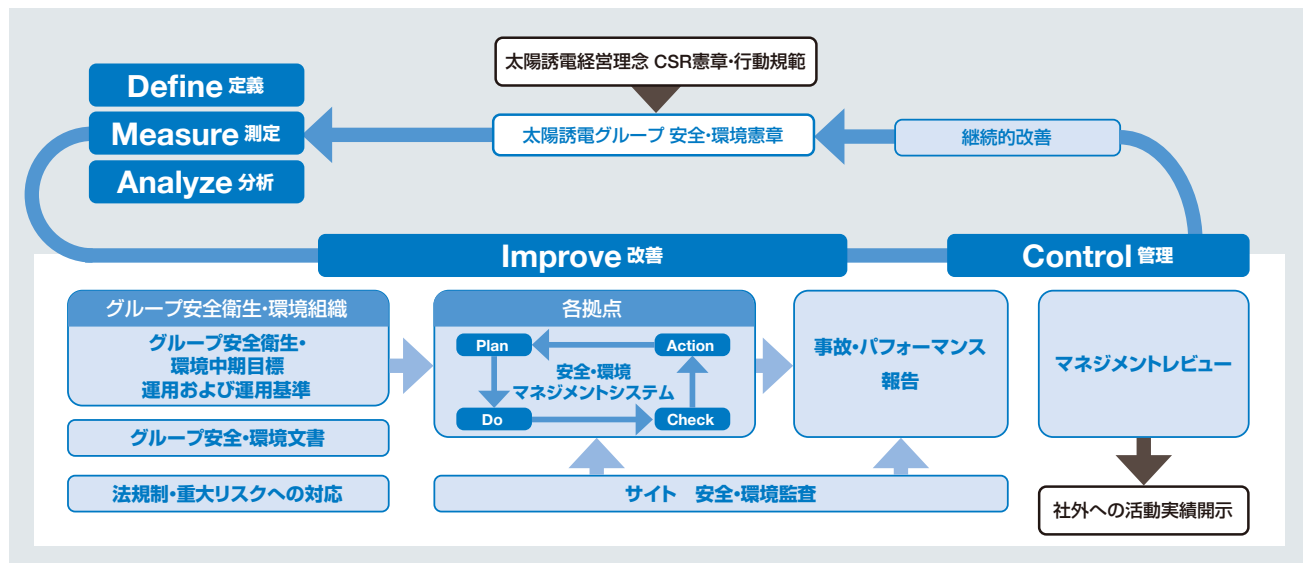 太陽誘電経営理念 CSR憲章・行動規範
Define 定義
Measure 測定
Analyze 分析
太陽誘電グループ 安全・環境憲章
継続的改善
Improve 改善
Control 管理
グループ安全衛生・環境組織
グループ安全衛生・
環境中期目標
運用および運用基準
グループ安全・環境文書
法規制・重大リスクへの対応
各拠点
Plan
Action
安全・環境
マネジメントシステム
Do
Check
事故・パフォーマンス
報告
サイト 安全・環境監査
マネジメントレビュー
社外への活動実績開示